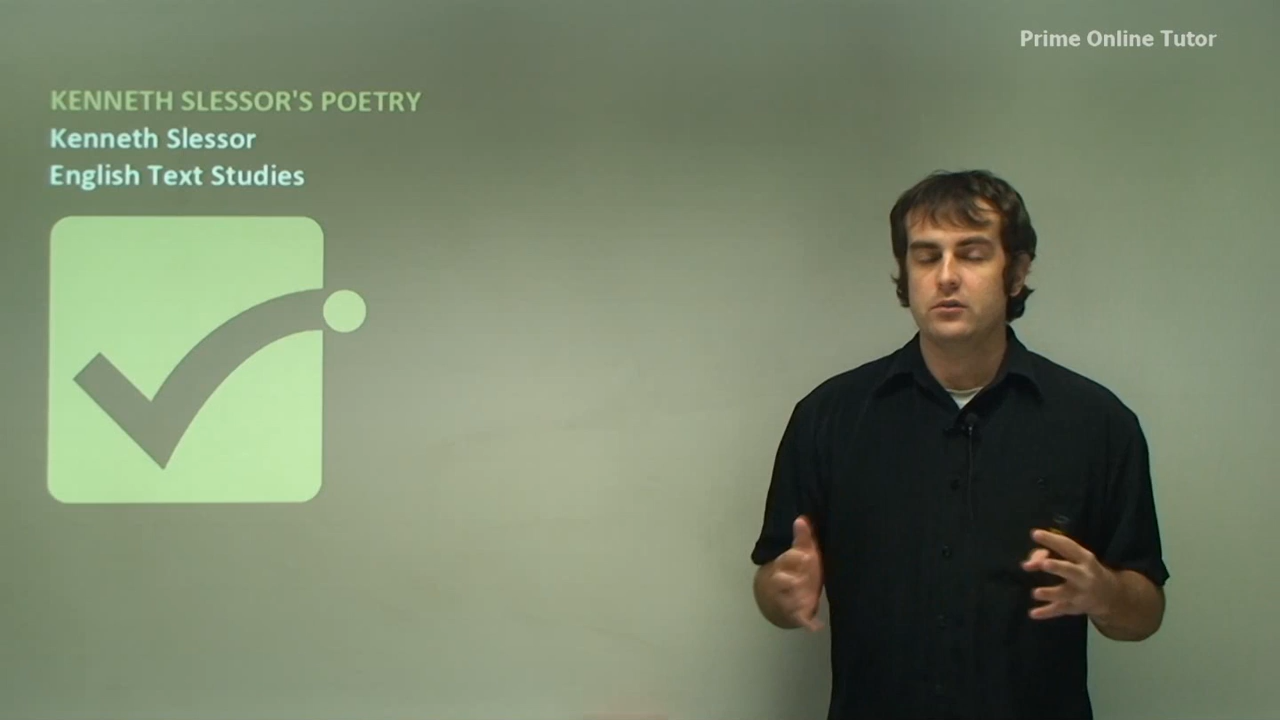 Prime Online Tutor
KENNETH SLESSOR'S POETRY
Kenneth Slessor
English Text Studies